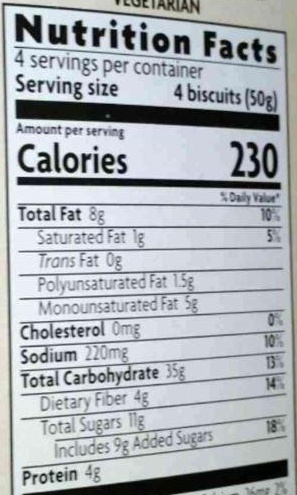 VEGETARIAN
Nutrition Facts
4 servings per container
Serving size 4 biscuits (50g)
Amount per serving
Calories 230
% Daily Value*
Total Fat 8g 10%
Saturated Fat 1g 5%
Trans Fat 0g
Polyunsaturated Fat 1.5g
Monounsaturated Fat 5g
Cholesterol 0mg 0%
Sodium 220mg 10%
Total Carbohydrate 35g 13%
Dietary Fiber 4g 14%
Total Sugars 11g
Includes 9g Added Sugars 18%
Protein 4g